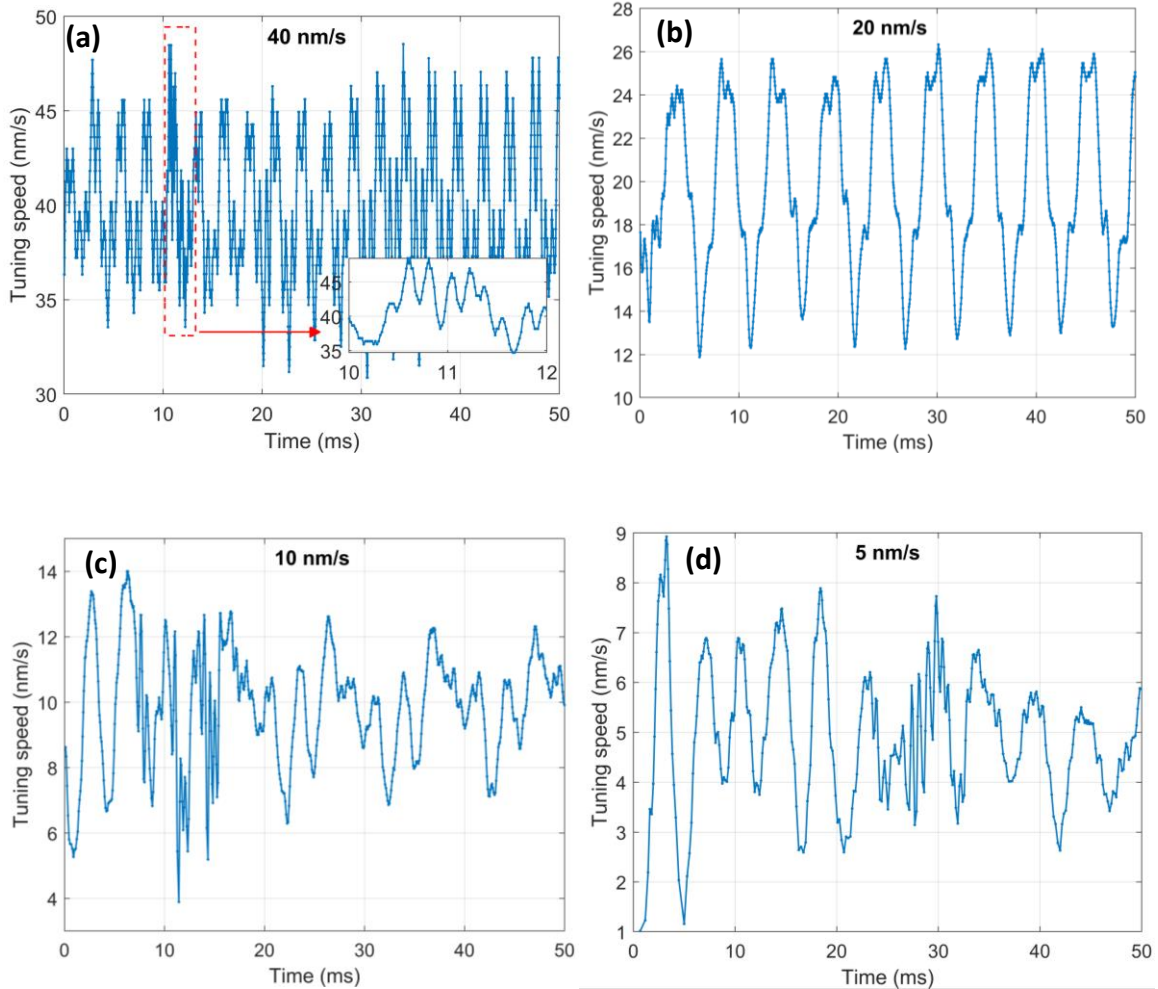 (a)
40 nm/s
50
45
40
35
30
Tuning speed (nm/s)
0 10 20 30 40 50
Time (ms)
45
40
35
10 11 12
(b)
20 nm/s
28
26
24
22
20
18
16
14
12
10
Tuning speed (nm/s)
0 10 20 30 40 50
Time (ms)
(c)
10 nm/s
14
12
10
8
6
4
Tuning speed (nm/s)
0 10 20 30 40 50
Time (ms)
(d)
5 nm/s
9
8
7
6
5
4
3
2
1
Tuning speed (nm/s)
10 20 30 40 50
Time (ms)